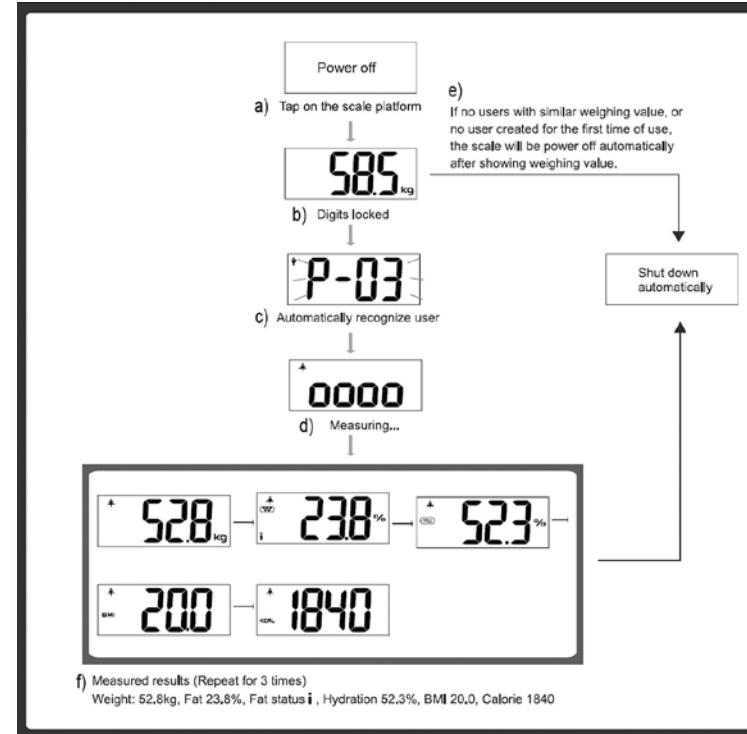 Power off
a) Tap on the scale platform
e)
If no users with similar weighing value, or
no user created for the first time of use,
the scale will be power off automatically
after showing weighing value.
58.5 kg
b) Digits locked
P-03
c) Automatically recognize user
Shut down
automatically
0000
d) Measuring...
52.8 kg
23.8 %
52.3 %
BMI 20.0
KCAL 1840
f) Measured results (Repeat for 3 times)
Weight: 52.8kg, Fat 23.8%, Fat status i , Hydration 52.3%, BMI 20.0, Calorie 1840